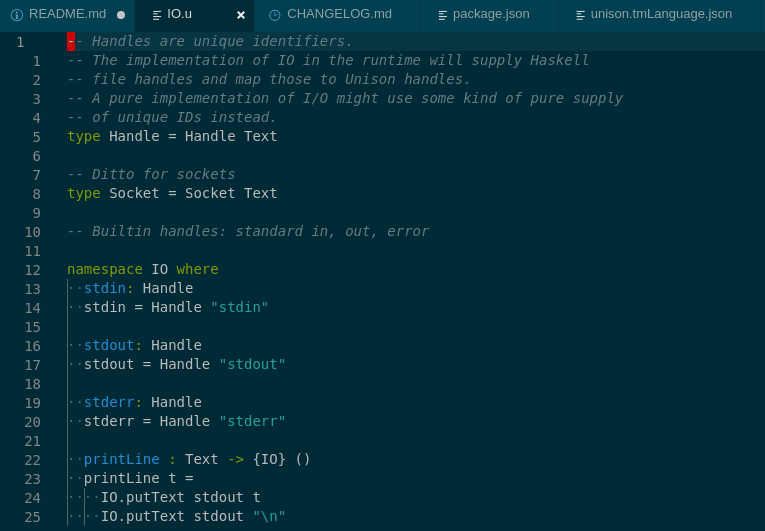 README.md IO.u CHANGELOG.md package.json unison.tmLanguage.json
1 -- Handles are unique identifiers.
1 -- The implementation of IO in the runtime will supply Haskell
2 -- file handles and map those to Unison handles.
3 -- A pure implementation of I/O might use some kind of pure supply
4 -- of unique IDs instead.
5 type Handle = Handle Text
6
7 -- Ditto for sockets
8 type Socket = Socket Text
9
10 -- Builtin handles: standard in, out, error
11
12 namespace IO where
13 ··stdin: Handle
14 ··stdin = Handle "stdin"
15
16 ··stdout: Handle
17 ··stdout = Handle "stdout"
18
19 ··stderr: Handle
20 ··stderr = Handle "stderr"
21
22 ··printLine : Text -> {IO} ()
23 ··printLine t =
24 ····IO.putText stdout t
25 ····IO.putText stdout "\n"